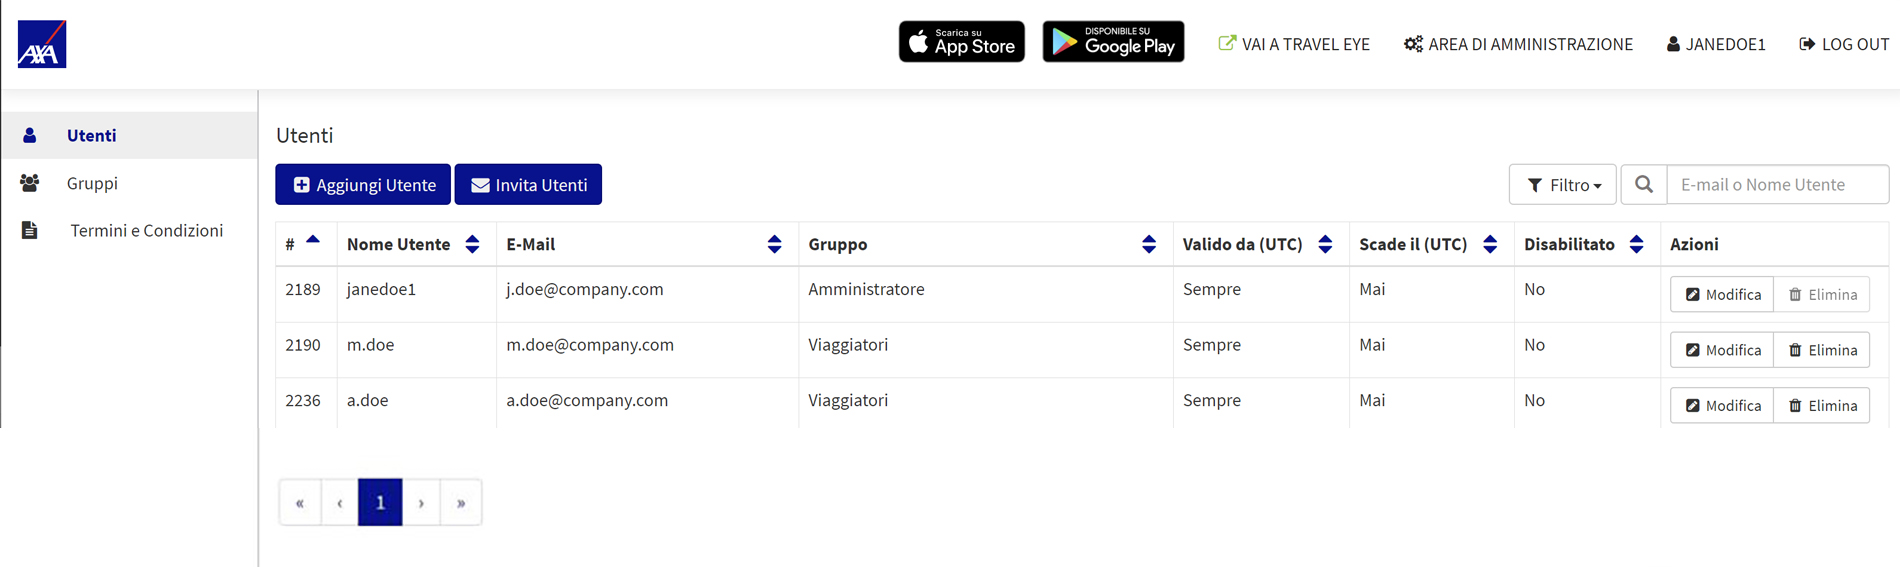 AXA
Scarica su
App Store
DISPONIBILE SU
Google Play
VAI A TRAVEL EYE
AREA DI AMMINISTRAZIONE
JANEDOE1
LOG OUT
Utenti
Gruppi
Termini e Condizioni
Utenti
Aggiungi Utente
Invita Utenti
Filtro
E-mail o Nome Utente
# Nome Utente E-Mail Gruppo Valido da (UTC) Scade il (UTC) Disabilitato Azioni
2189 janedoe1 j.doe@company.com Amministratore Sempre Mai No Modifica Elimina
2190 m.doe m.doe@company.com Viaggiatori Sempre Mai No Modifica Elimina
2236 a.doe a.doe@company.com Viaggiatori Sempre Mai No Modifica Elimina
« ‹ 1 › »